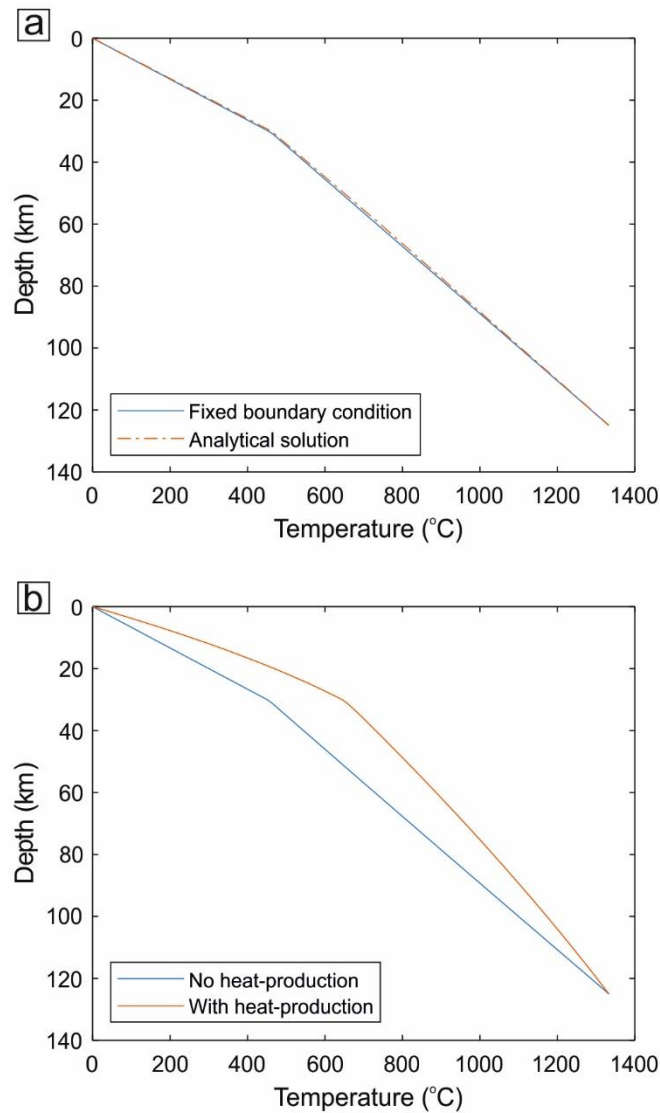 a
0
20
40
60
80
100
120
140
Depth (km)
Fixed boundary condition
Analytical solution
0 200 400 600 800 1000 1200 1400
Temperature (°C)
b
0
20
40
60
80
100
120
140
Depth (km)
No heat-production
With heat-production
0 200 400 600 800 1000 1200 1400
Temperature (°C)